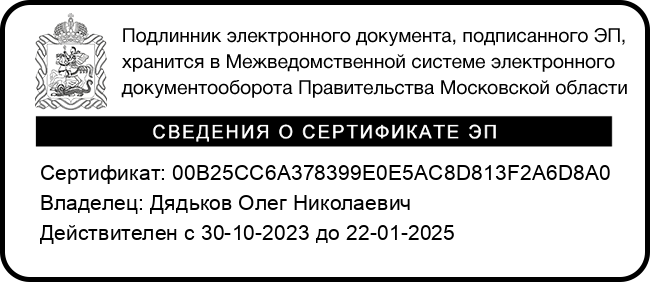 Подлинник электронного документа, подписанного ЭП,
хранится в Межведомственной системе электронного
документооборота Правительства Московской области
СВЕДЕНИЯ О СЕРТИФИКАТЕ ЭП
Сертификат: 00B25CC6A378399E0E5AC8D813F2A6D8A0
Владелец: Дядьков Олег Николаевич
Действителен с 30-10-2023 до 22-01-2025